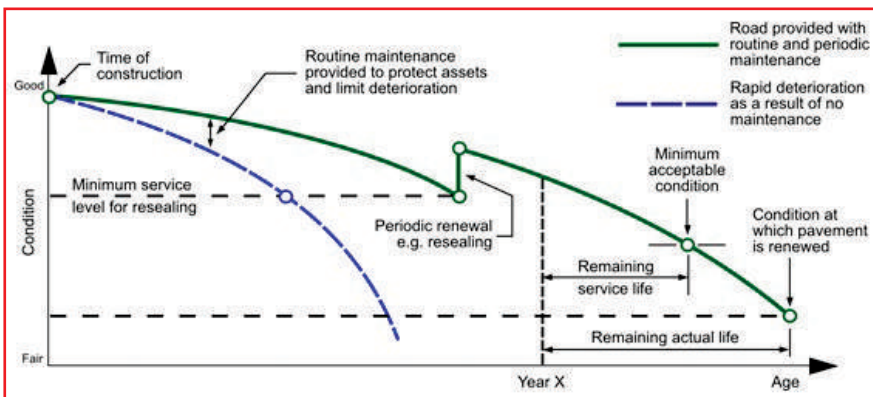 Time of
construction
Good
Routine maintenance
provided to protect assets
and limit deterioration
Road provided with
routine and periodic
maintenance
Rapid deterioration
as a result of no
maintenance
Minimum
acceptable
condition
Minimum service
level for resealing
Condition
Periodic renewal
e.g. resealing
Condition at
which pavement
is renewed
Remaining
service life
Remaining actual life
Fair
Year X
Age